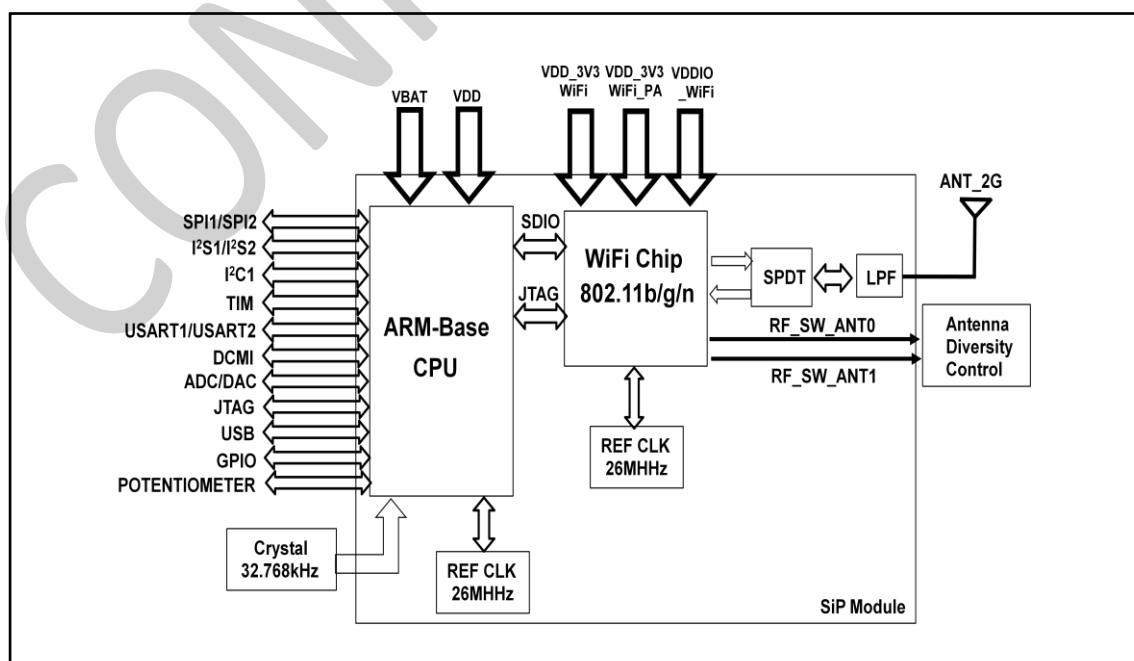 CON
VDD_3V3
WiFi
VDD_3V3
WiFi_PA
VDDIO
_WiFi
VBAT
VDD
ANT_2G
SPI1/SPI2
I²S1/I²S2
I²C1
TIM
USART1/USART2
DCMI
ADC/DAC
JTAG
USB
GPIO
POTENTIOMETER
ARM-Base
CPU
SDIO
JTAG
WiFi Chip
802.11b/g/n
SPDT
LPF
RF_SW_ANT0
RF_SW_ANT1
Antenna
Diversity
Control
REF CLK
26MHHz
Crystal
32.768kHz
REF CLK
26MHHz
SiP Module